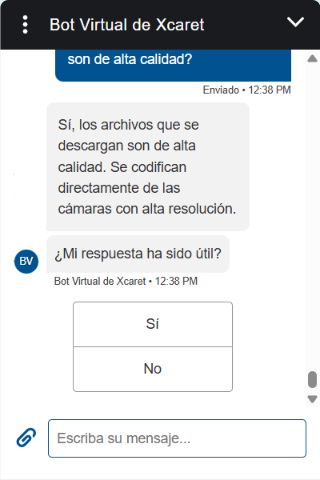 Bot Virtual de Xcaret
son de alta calidad?
Enviado • 12:38 PM
Sí, los archivos que se
descargan son de alta
calidad. Se codifican
directamente de las
cámaras con alta resolución.
¿Mi respuesta ha sido útil?
BV
Bot Virtual de Xcaret • 12:38 PM
Sí
No
Escriba su mensaje...